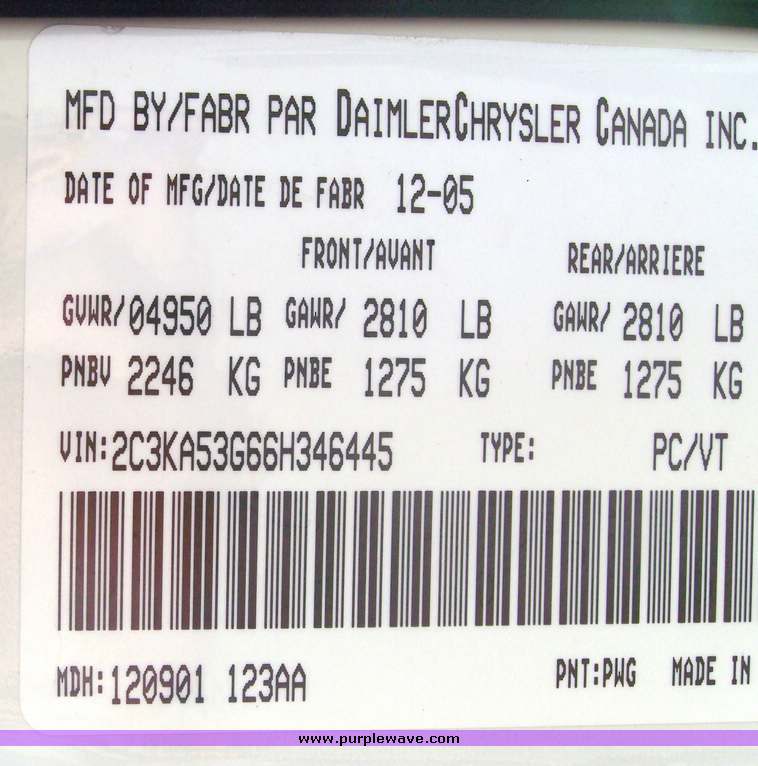 MFD BY/FABR PAR DAIMLERCHRYSLER CANADA INC.
DATE OF MFG/DATE DE FABR 12-05
FRONT/AVANT REAR/ARRIERE
GVWR/04950 LB GAWR/ 2810 LB GAWR/ 2810 LB
PNBV 2246 KG PNBE 1275 KG PNBE 1275 KG
VIN:2C3KA53G66H346445 TYPE: PC/VT
MDH:120901 123AA PNT:PWG MADE IN
www.purplewave.com